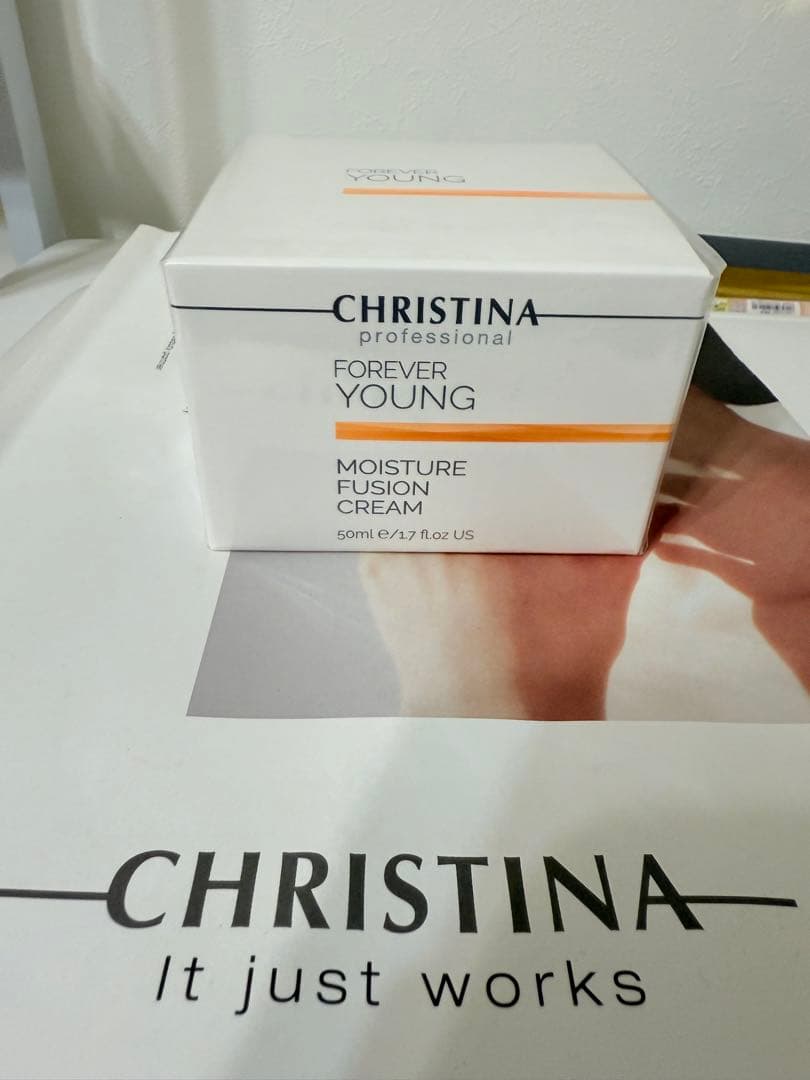 FOREVER
YOUNG
CHRISTINA
professional
FOREVER
YOUNG
MOISTURE
FUSION
CREAM
50ml e/1.7 fl.oz US
CHRISTINA
It just works